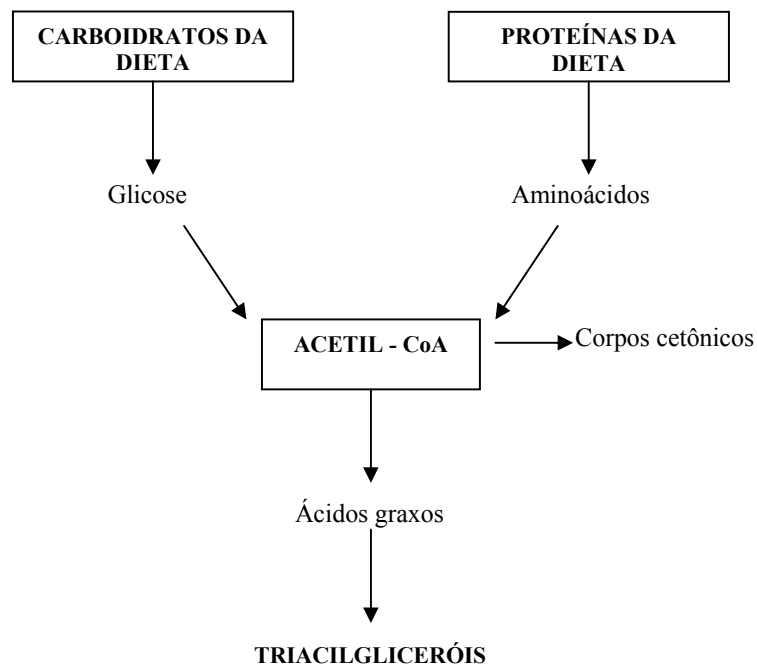 CARBOIDRATOS DA
DIETA
PROTEÍNAS DA
DIETA
Glicose
Aminoácidos
ACETIL - CoA
Corpos cetônicos
Ácidos graxos
TRIACILGLICERÓIS